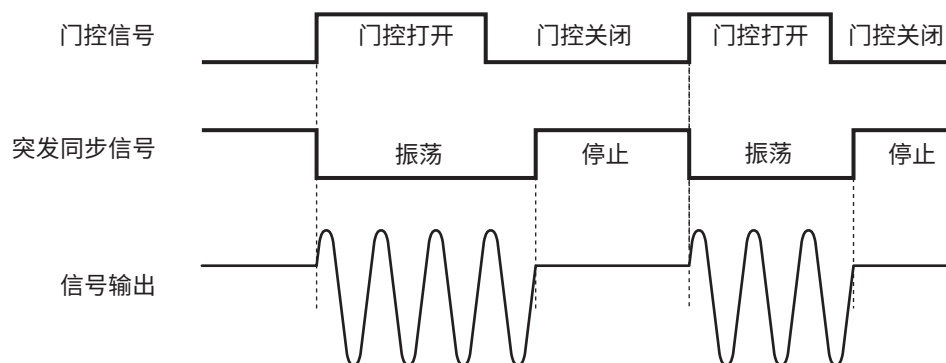 门控信号
门控打开
门控关闭
门控打开
门控关闭
突发同步信号
振荡
停止
振荡
停止
信号输出